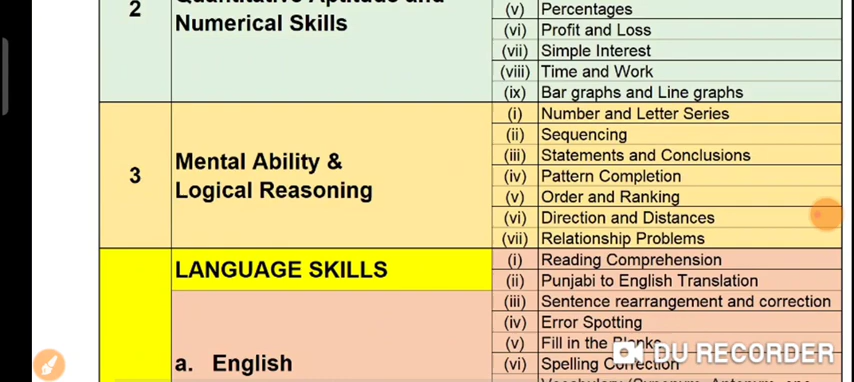 2
Numerical Skills
(v) Percentages
(vi) Profit and Loss
(vii) Simple Interest
(viii) Time and Work
(ix) Bar graphs and Line graphs
3
Mental Ability &
Logical Reasoning
(i) Number and Letter Series
(ii) Sequencing
(iii) Statements and Conclusions
(iv) Pattern Completion
(v) Order and Ranking
(vi) Direction and Distances
(vii) Relationship Problems
LANGUAGE SKILLS
a. English
(i) Reading Comprehension
(ii) Punjabi to English Translation
(iii) Sentence rearrangement and correction
(iv) Error Spotting
(v) Fill in the Blanks
(vi) Spelling Correction
DU RECORDER